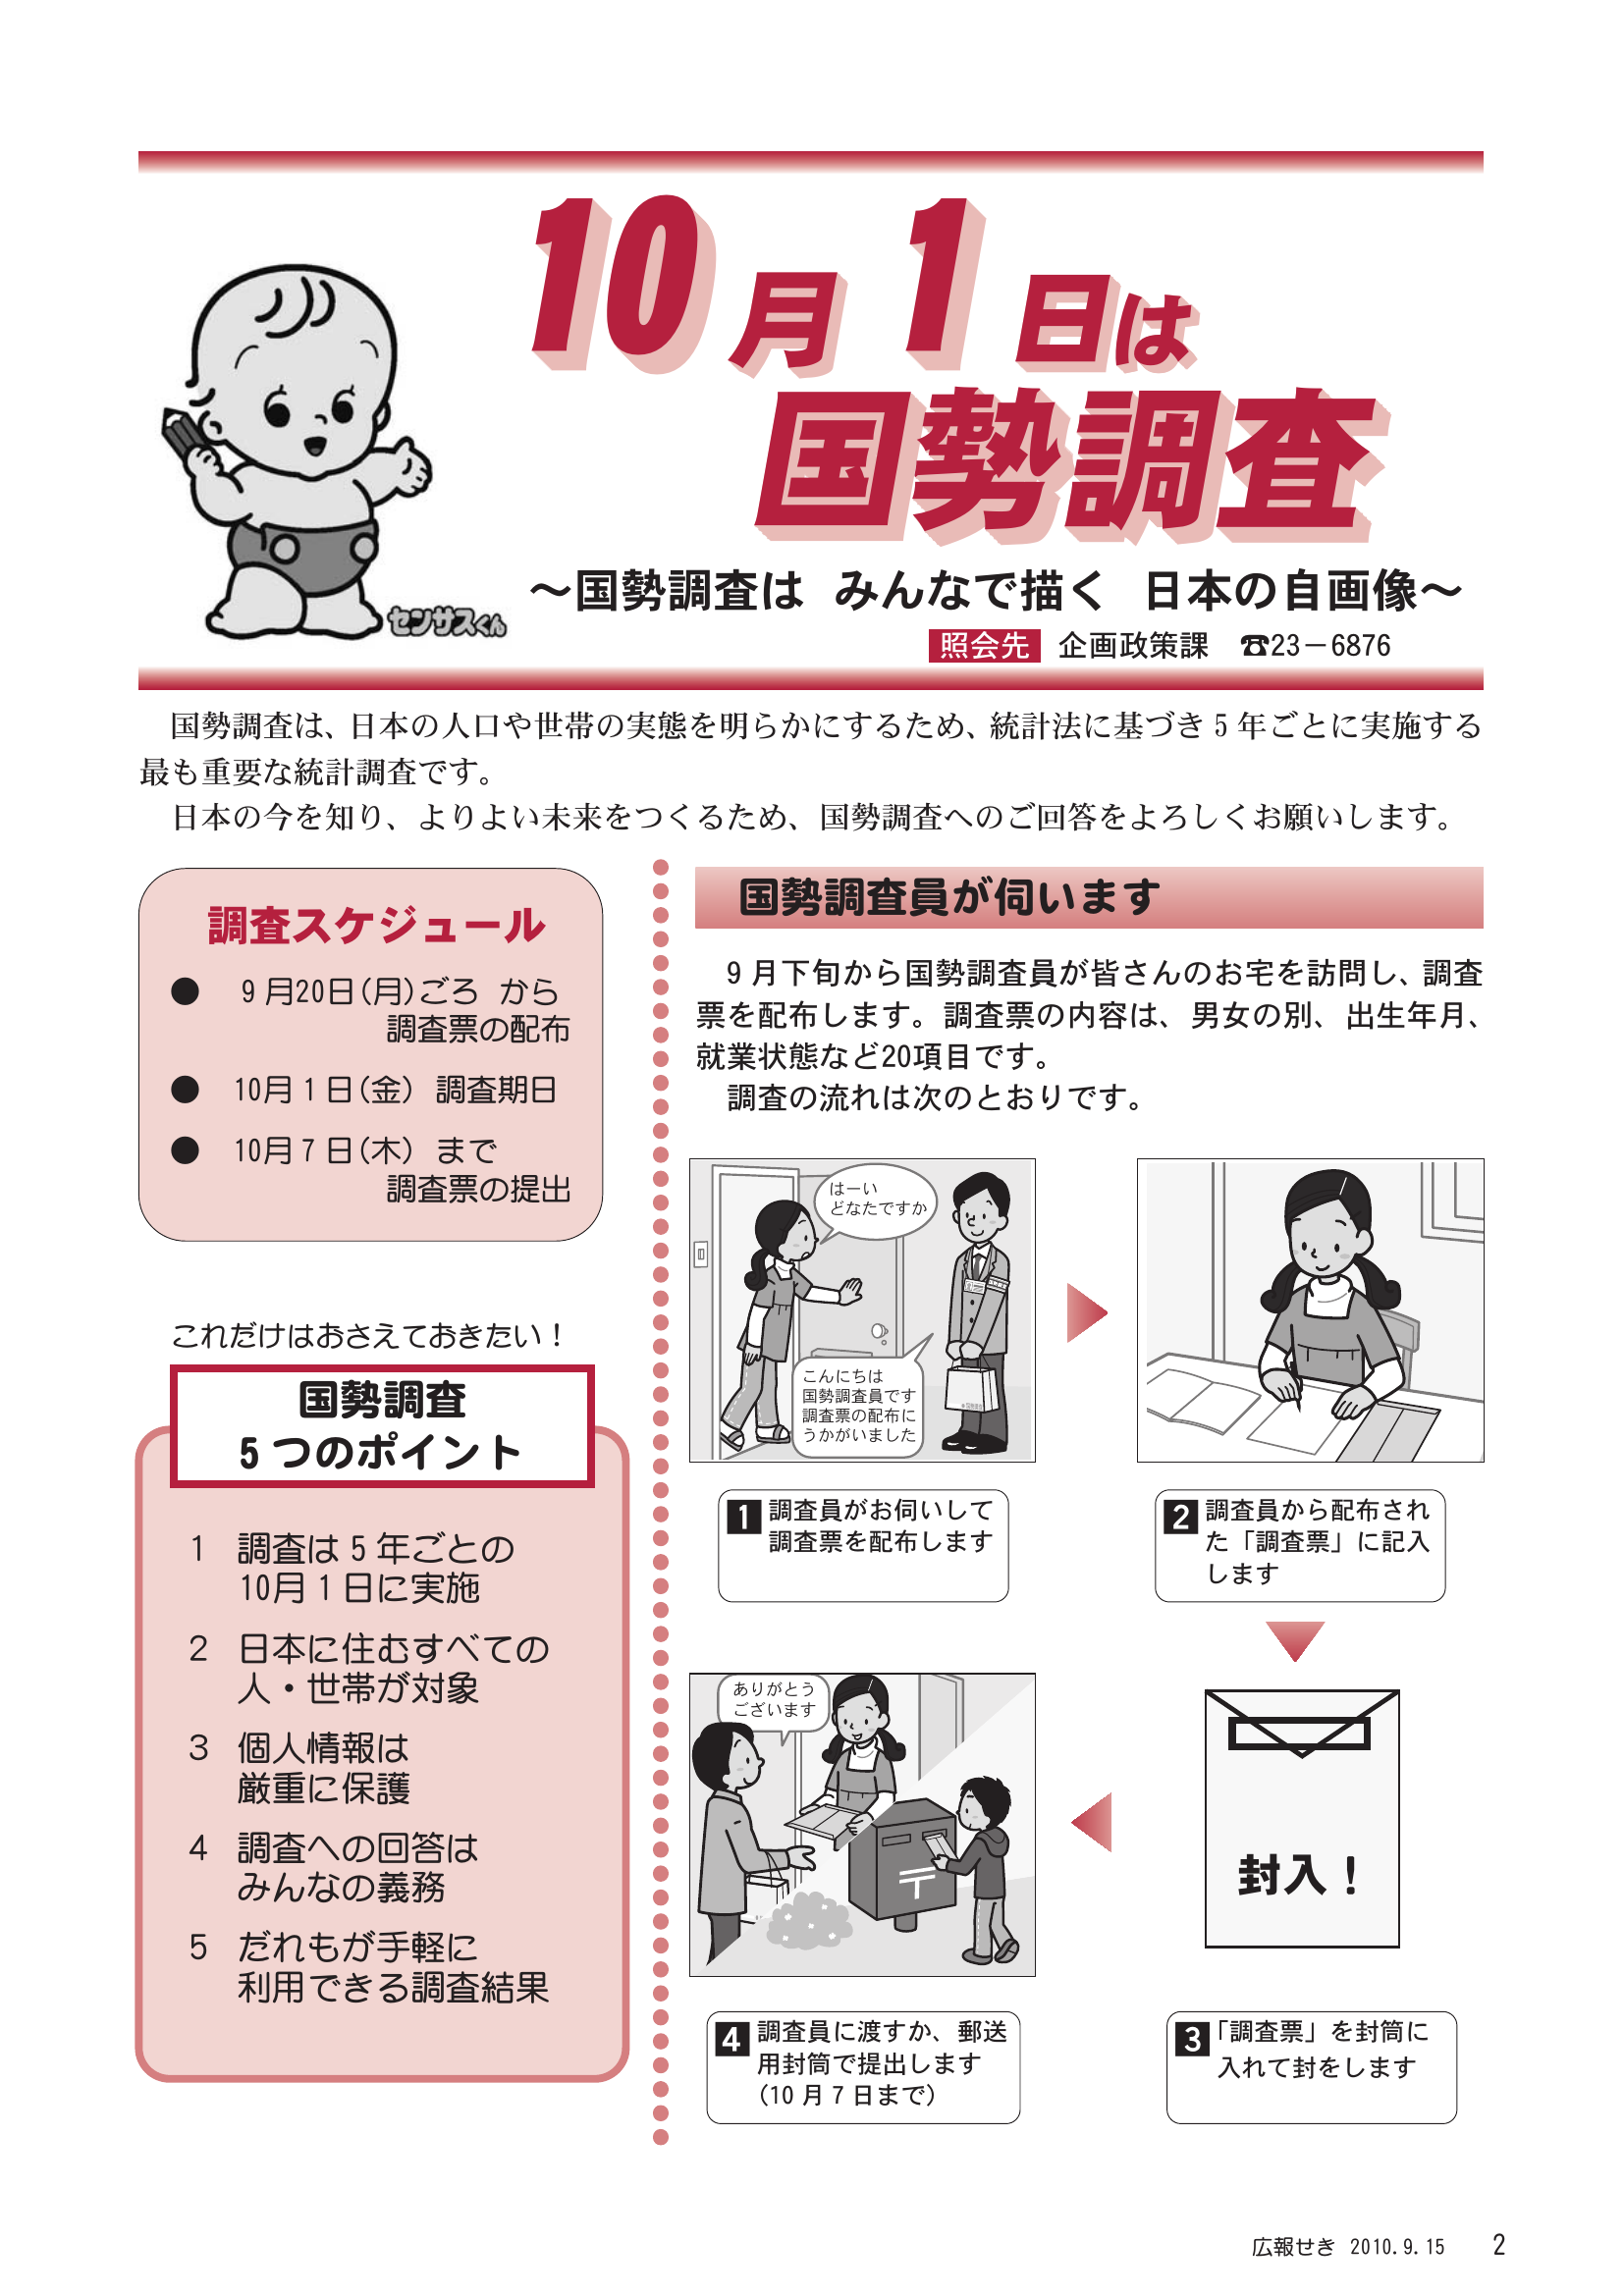 10月1日は
国勢調査
センサスくん
～国勢調査は みんなで描く 日本の自画像～
照会先 企画政策課 ☎23－6876
国勢調査は、日本の人口や世帯の実態を明らかにするため、統計法に基づき5年ごとに実施する
最も重要な統計調査です。
日本の今を知り、よりよい未来をつくるため、国勢調査へのご回答をよろしくお願いします。
調査スケジュール
● 9月20日(月)ごろ から
調査票の配布
● 10月1日(金) 調査期日
● 10月7日(木) まで
調査票の提出
これだけはおさえておきたい！
国勢調査
5つのポイント
1 調査は5年ごとの
10月1日に実施
2 日本に住むすべての
人・世帯が対象
3 個人情報は
厳重に保護
4 調査への回答は
みんなの義務
5 だれもが手軽に
利用できる調査結果
国勢調査員が伺います
9月下旬から国勢調査員が皆さんのお宅を訪問し、調査
票を配布します。調査票の内容は、男女の別、出生年月、
就業状態など20項目です。
調査の流れは次のとおりです。
はーい
どなたですか
こんにちは
国勢調査員です
調査票の配布に
うかがいました
1 調査員がお伺いして
調査票を配布します
2 調査員から配布され
た「調査票」に記入
します
封入！
3 「調査票」を封筒に
入れて封をします
ありがとう
ございます
〒
4 調査員に渡すか、郵送
用封筒で提出します
(10月7日まで)
広報せき 2010.9.15 2